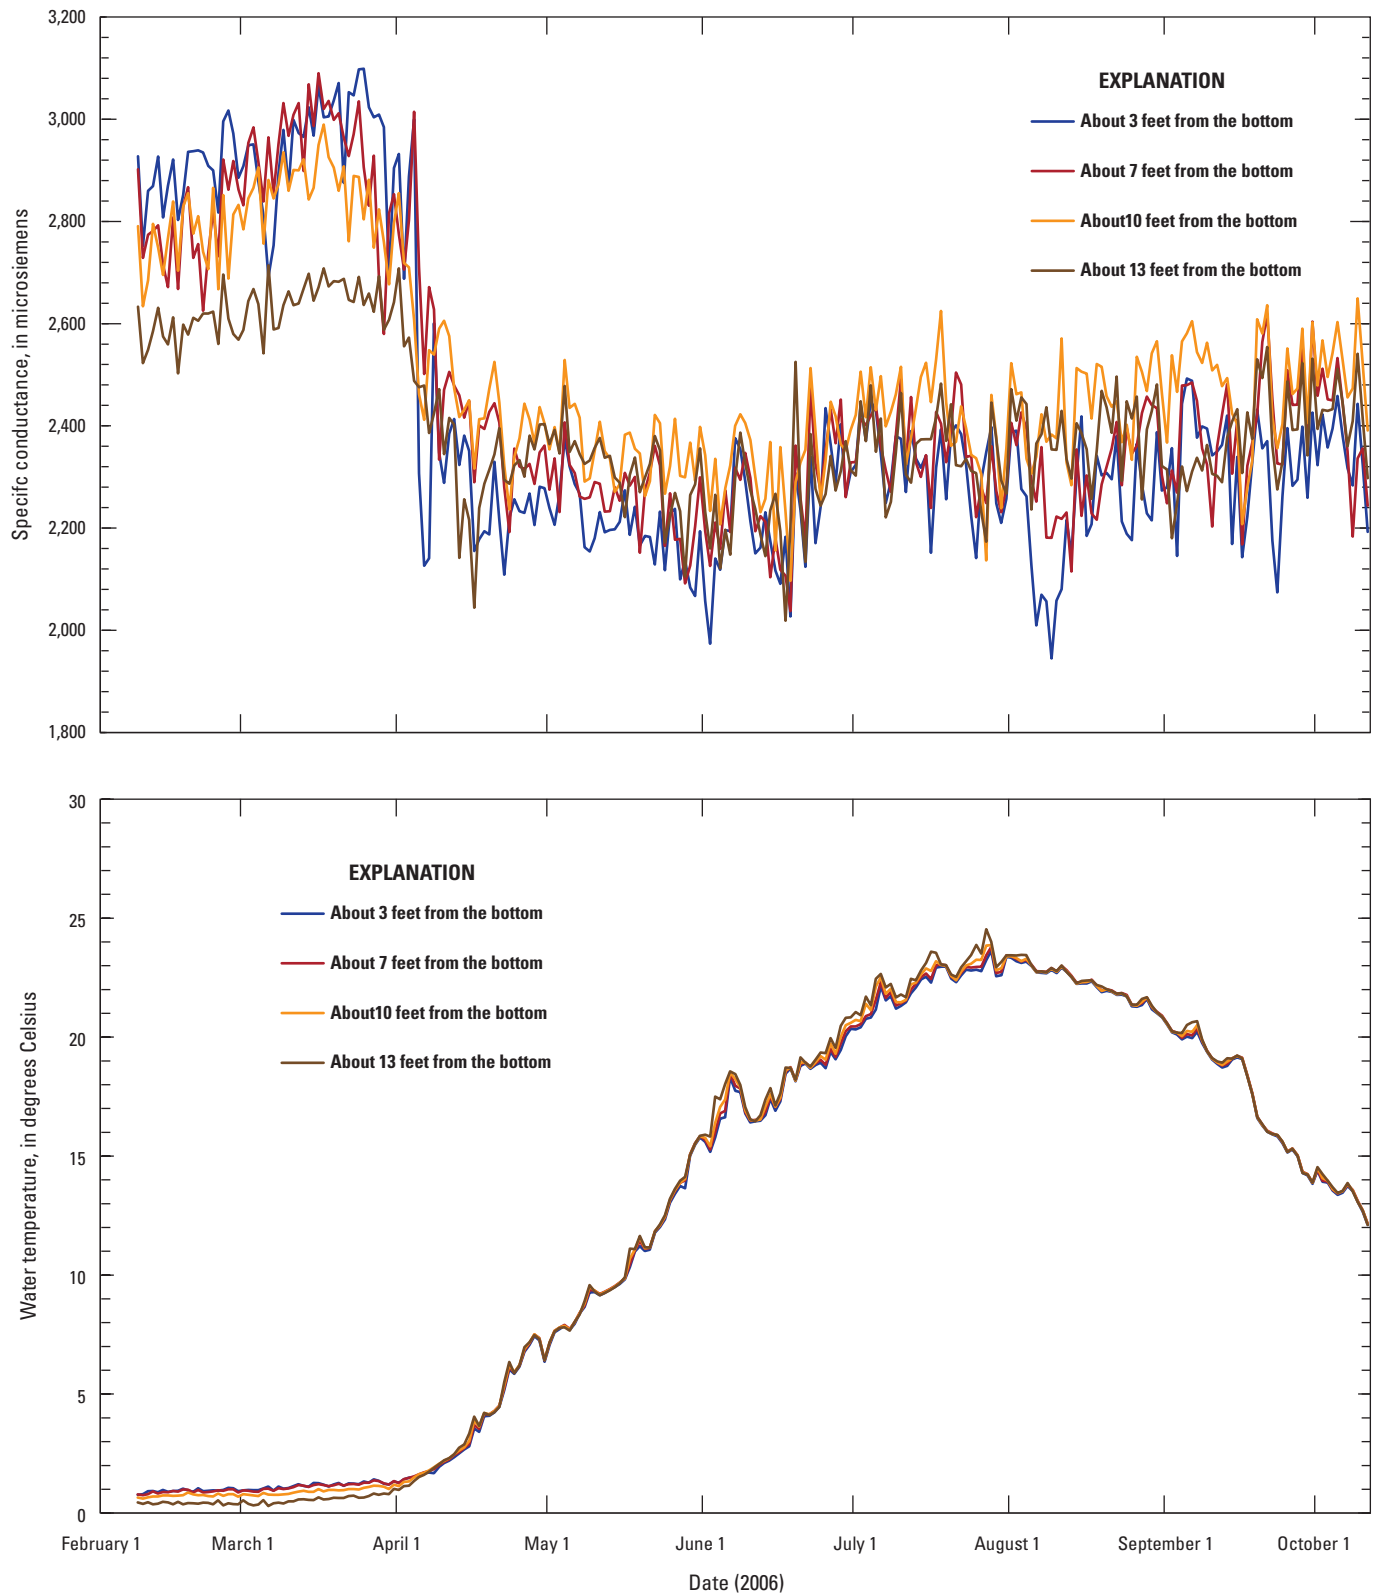 3,200
3,000
2,800
2,600
2,400
2,200
2,000
1,800
Specifc conductance, in microsiemens
EXPLANATION
About 3 feet from the bottom
About 7 feet from the bottom
About10 feet from the bottom
About 13 feet from the bottom
30
25
20
15
10
5
0
Water temperature, in degrees Celsius
EXPLANATION
About 3 feet from the bottom
About 7 feet from the bottom
About10 feet from the bottom
About 13 feet from the bottom
February 1 March 1 April 1 May 1 June 1 July 1 August 1 September 1 October 1
Date (2006)